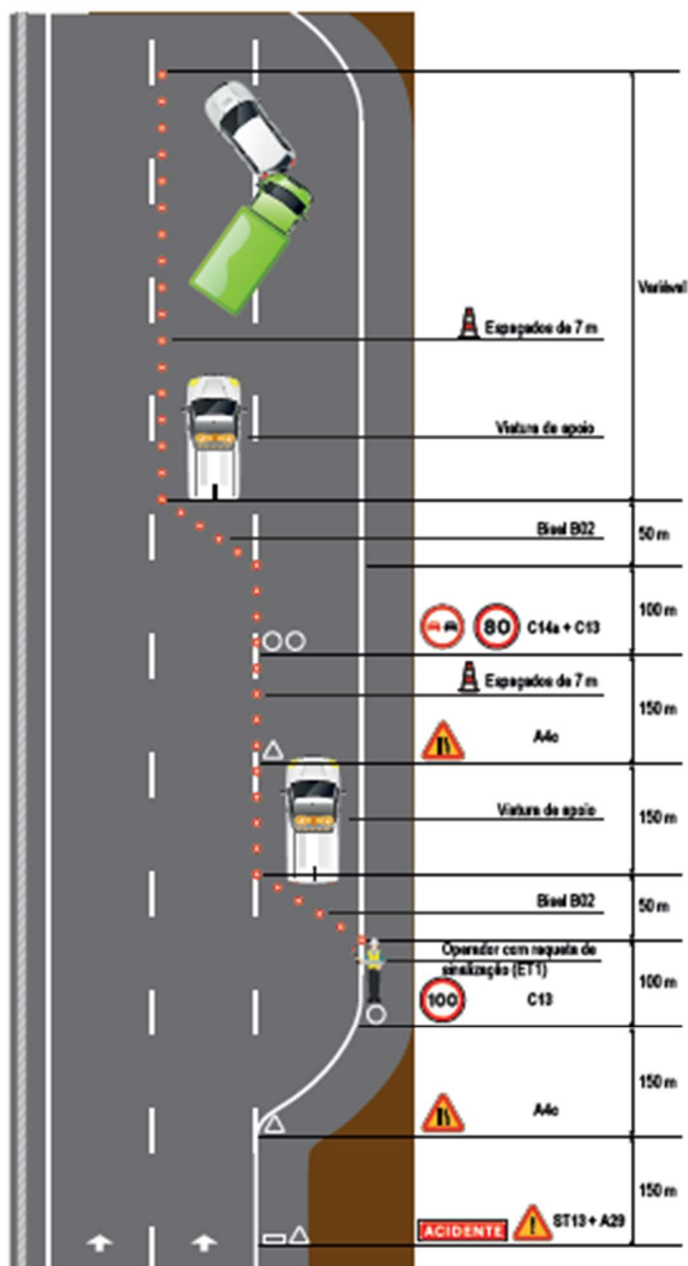 Variável
Espaçados de 7 m
Viatura de apoio
Bisel B02
50 m
100 m
80
C14a + C13
Espaçados de 7 m
150 m
A4c
Viatura de apoio
150 m
Bisel B02
50 m
Operador com raqueta de
sinalização (ET1)
100 m
100
C13
150 m
A4c
150 m
ACIDENTE
ST13 + A29